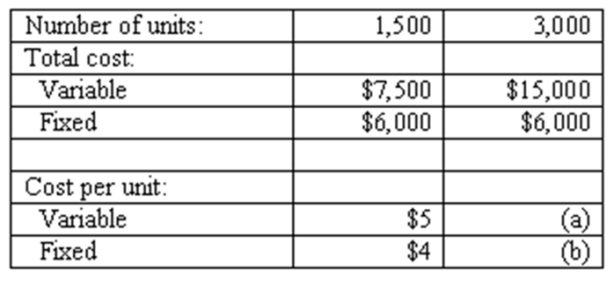 Number of units: 1,500 3,000
Total cost:
Variable $7,500 $15,000
Fixed $6,000 $6,000
Cost per unit:
Variable $5 (a)
Fixed $4 (b)